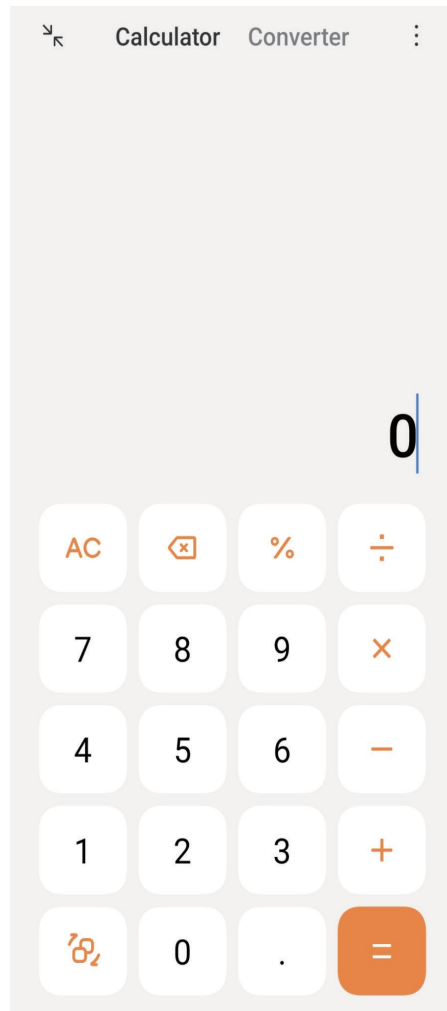 Calculator Converter
0
AC % ÷
7 8 9 ×
4 5 6 −
1 2 3 +
0 . =